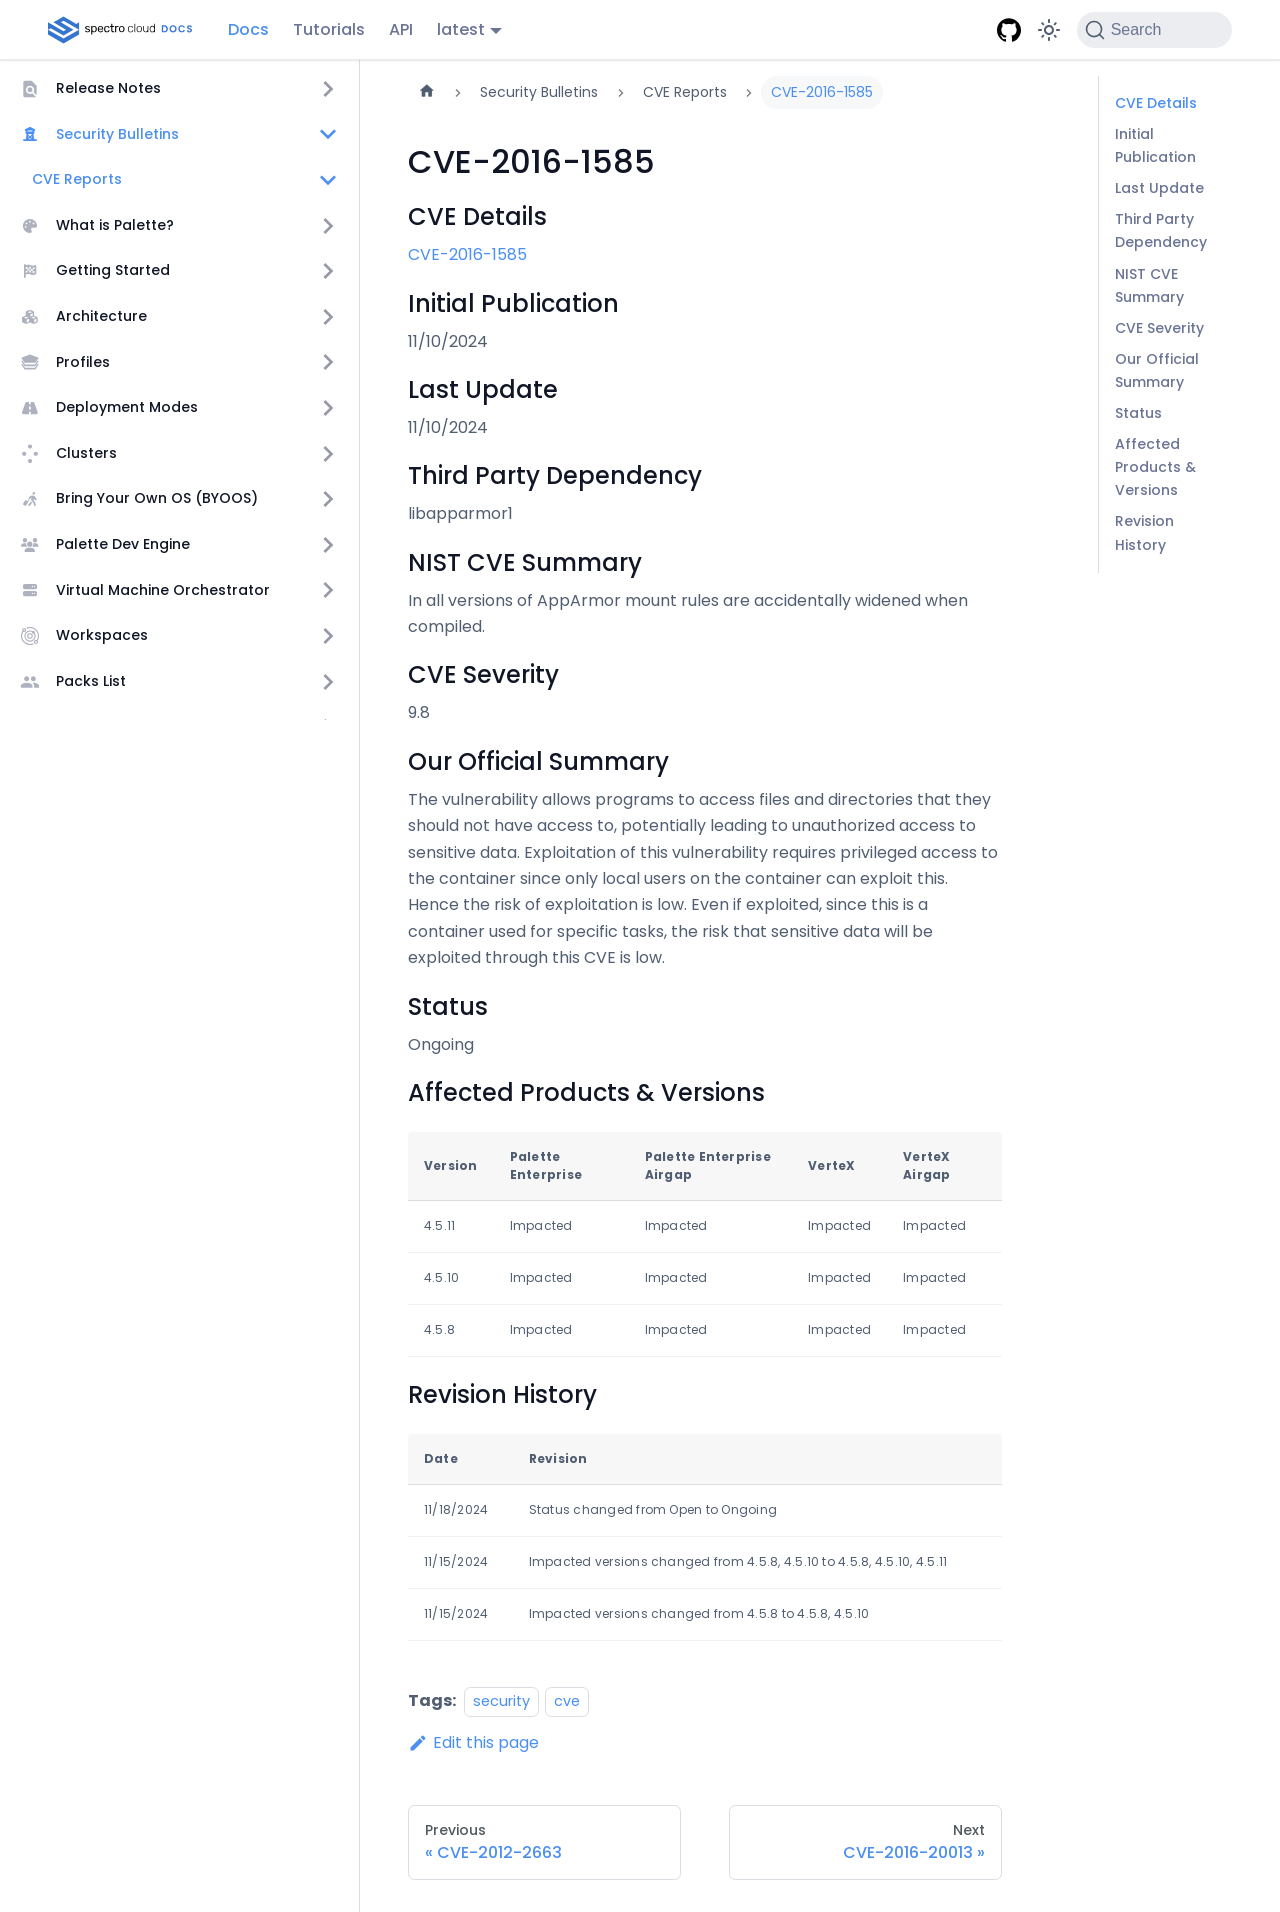 spectro cloud DOCS
Docs
Tutorials
API
latest
Search
Release Notes
Security Bulletins
CVE Reports
What is Palette?
Getting Started
Architecture
Profiles
Deployment Modes
Clusters
Bring Your Own OS (BYOOS)
Palette Dev Engine
Virtual Machine Orchestrator
Workspaces
Packs List
Security Bulletins
CVE Reports
CVE-2016-1585
CVE-2016-1585
CVE Details
CVE-2016-1585
Initial Publication
11/10/2024
Last Update
11/10/2024
Third Party Dependency
libapparmor1
NIST CVE Summary
In all versions of AppArmor mount rules are accidentally widened when
compiled.
CVE Severity
9.8
Our Official Summary
The vulnerability allows programs to access files and directories that they
should not have access to, potentially leading to unauthorized access to
sensitive data. Exploitation of this vulnerability requires privileged access to
the container since only local users on the container can exploit this.
Hence the risk of exploitation is low. Even if exploited, since this is a
container used for specific tasks, the risk that sensitive data will be
exploited through this CVE is low.
Status
Ongoing
Affected Products & Versions
Version Palette Enterprise Palette Enterprise Airgap VerteX VerteX Airgap
4.5.11 Impacted Impacted Impacted Impacted
4.5.10 Impacted Impacted Impacted Impacted
4.5.8 Impacted Impacted Impacted Impacted
Revision History
Date Revision
11/18/2024 Status changed from Open to Ongoing
11/15/2024 Impacted versions changed from 4.5.8, 4.5.10 to 4.5.8, 4.5.10, 4.5.11
11/15/2024 Impacted versions changed from 4.5.8 to 4.5.8, 4.5.10
Tags: security cve
Edit this page
Previous
« CVE-2012-2663
Next
CVE-2016-20013 »
CVE Details
Initial
Publication
Last Update
Third Party
Dependency
NIST CVE
Summary
CVE Severity
Our Official
Summary
Status
Affected
Products &
Versions
Revision
History